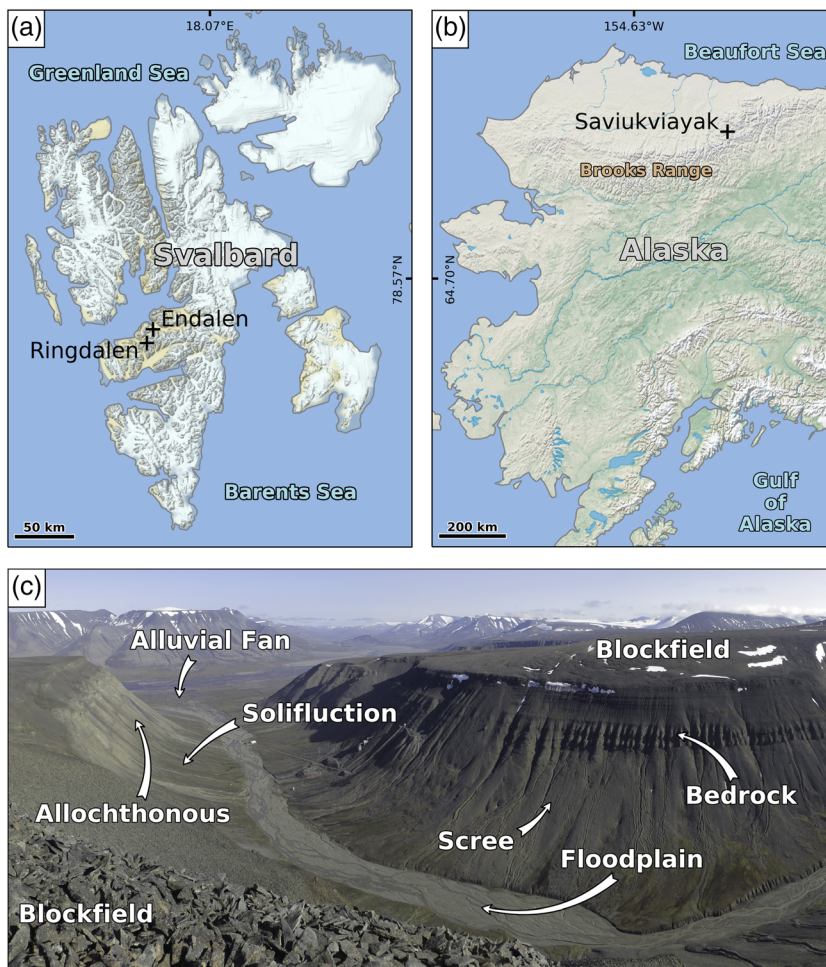 (a)
18.07°E
Greenland Sea
Svalbard
Endalen
Ringdalen
Barents Sea
50 km
78.57°N
(b)
154.63°W
Beaufort Sea
Saviukviayak
Brooks Range
Alaska
64.70°N
Gulf
of
Alaska
200 km
(c)
Alluvial Fan
Blockfield
Solifluction
Allochthonous
Bedrock
Scree
Floodplain
Blockfield